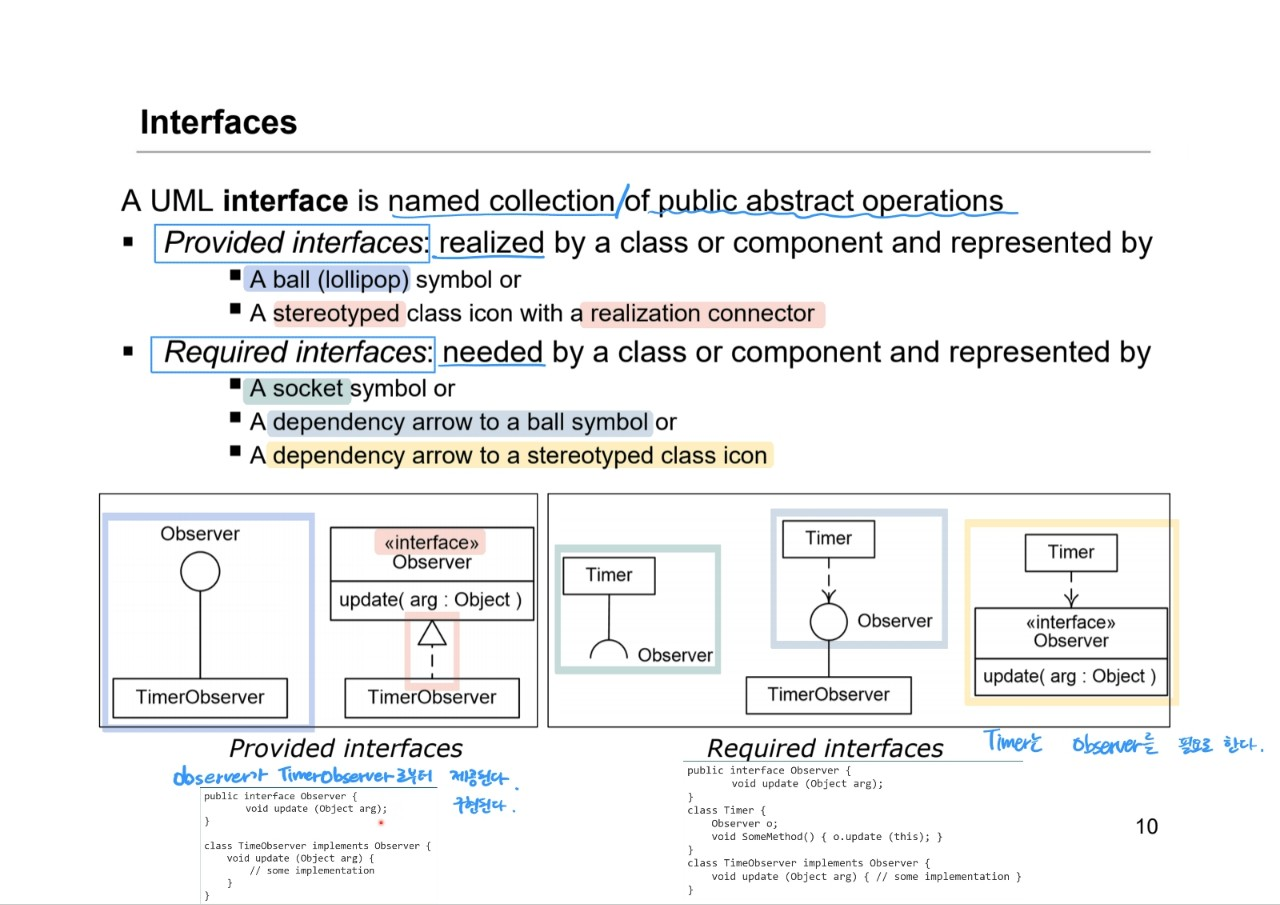 Interfaces
A UML interface is named collection of public abstract operations
▪ Provided interfaces: realized by a class or component and represented by
▪ A ball (lollipop) symbol or
▪ A stereotyped class icon with a realization connector
▪ Required interfaces: needed by a class or component and represented by
▪ A socket symbol or
▪ A dependency arrow to a ball symbol or
▪ A dependency arrow to a stereotyped class icon
Observer
TimerObserver
«interface»
Observer
update( arg : Object )
TimerObserver
Timer
Observer
Timer
Observer
TimerObserver
Timer
«interface»
Observer
update( arg : Object )
Provided interfaces
observer가 TimerObserver로부터 제공된다.
구현된다.
public interface Observer {
void update (Object arg);
}
class TimeObserver implements Observer {
void update (Object arg) {
// some implementation
}
}
Required interfaces
Timer는 Observer를 필요로 한다.
public interface Observer {
void update (Object arg);
}
class Timer {
Observer o;
void SomeMethod() { o.update (this); }
}
class TimeObserver implements Observer {
void update (Object arg) { // some implementation }
}
10